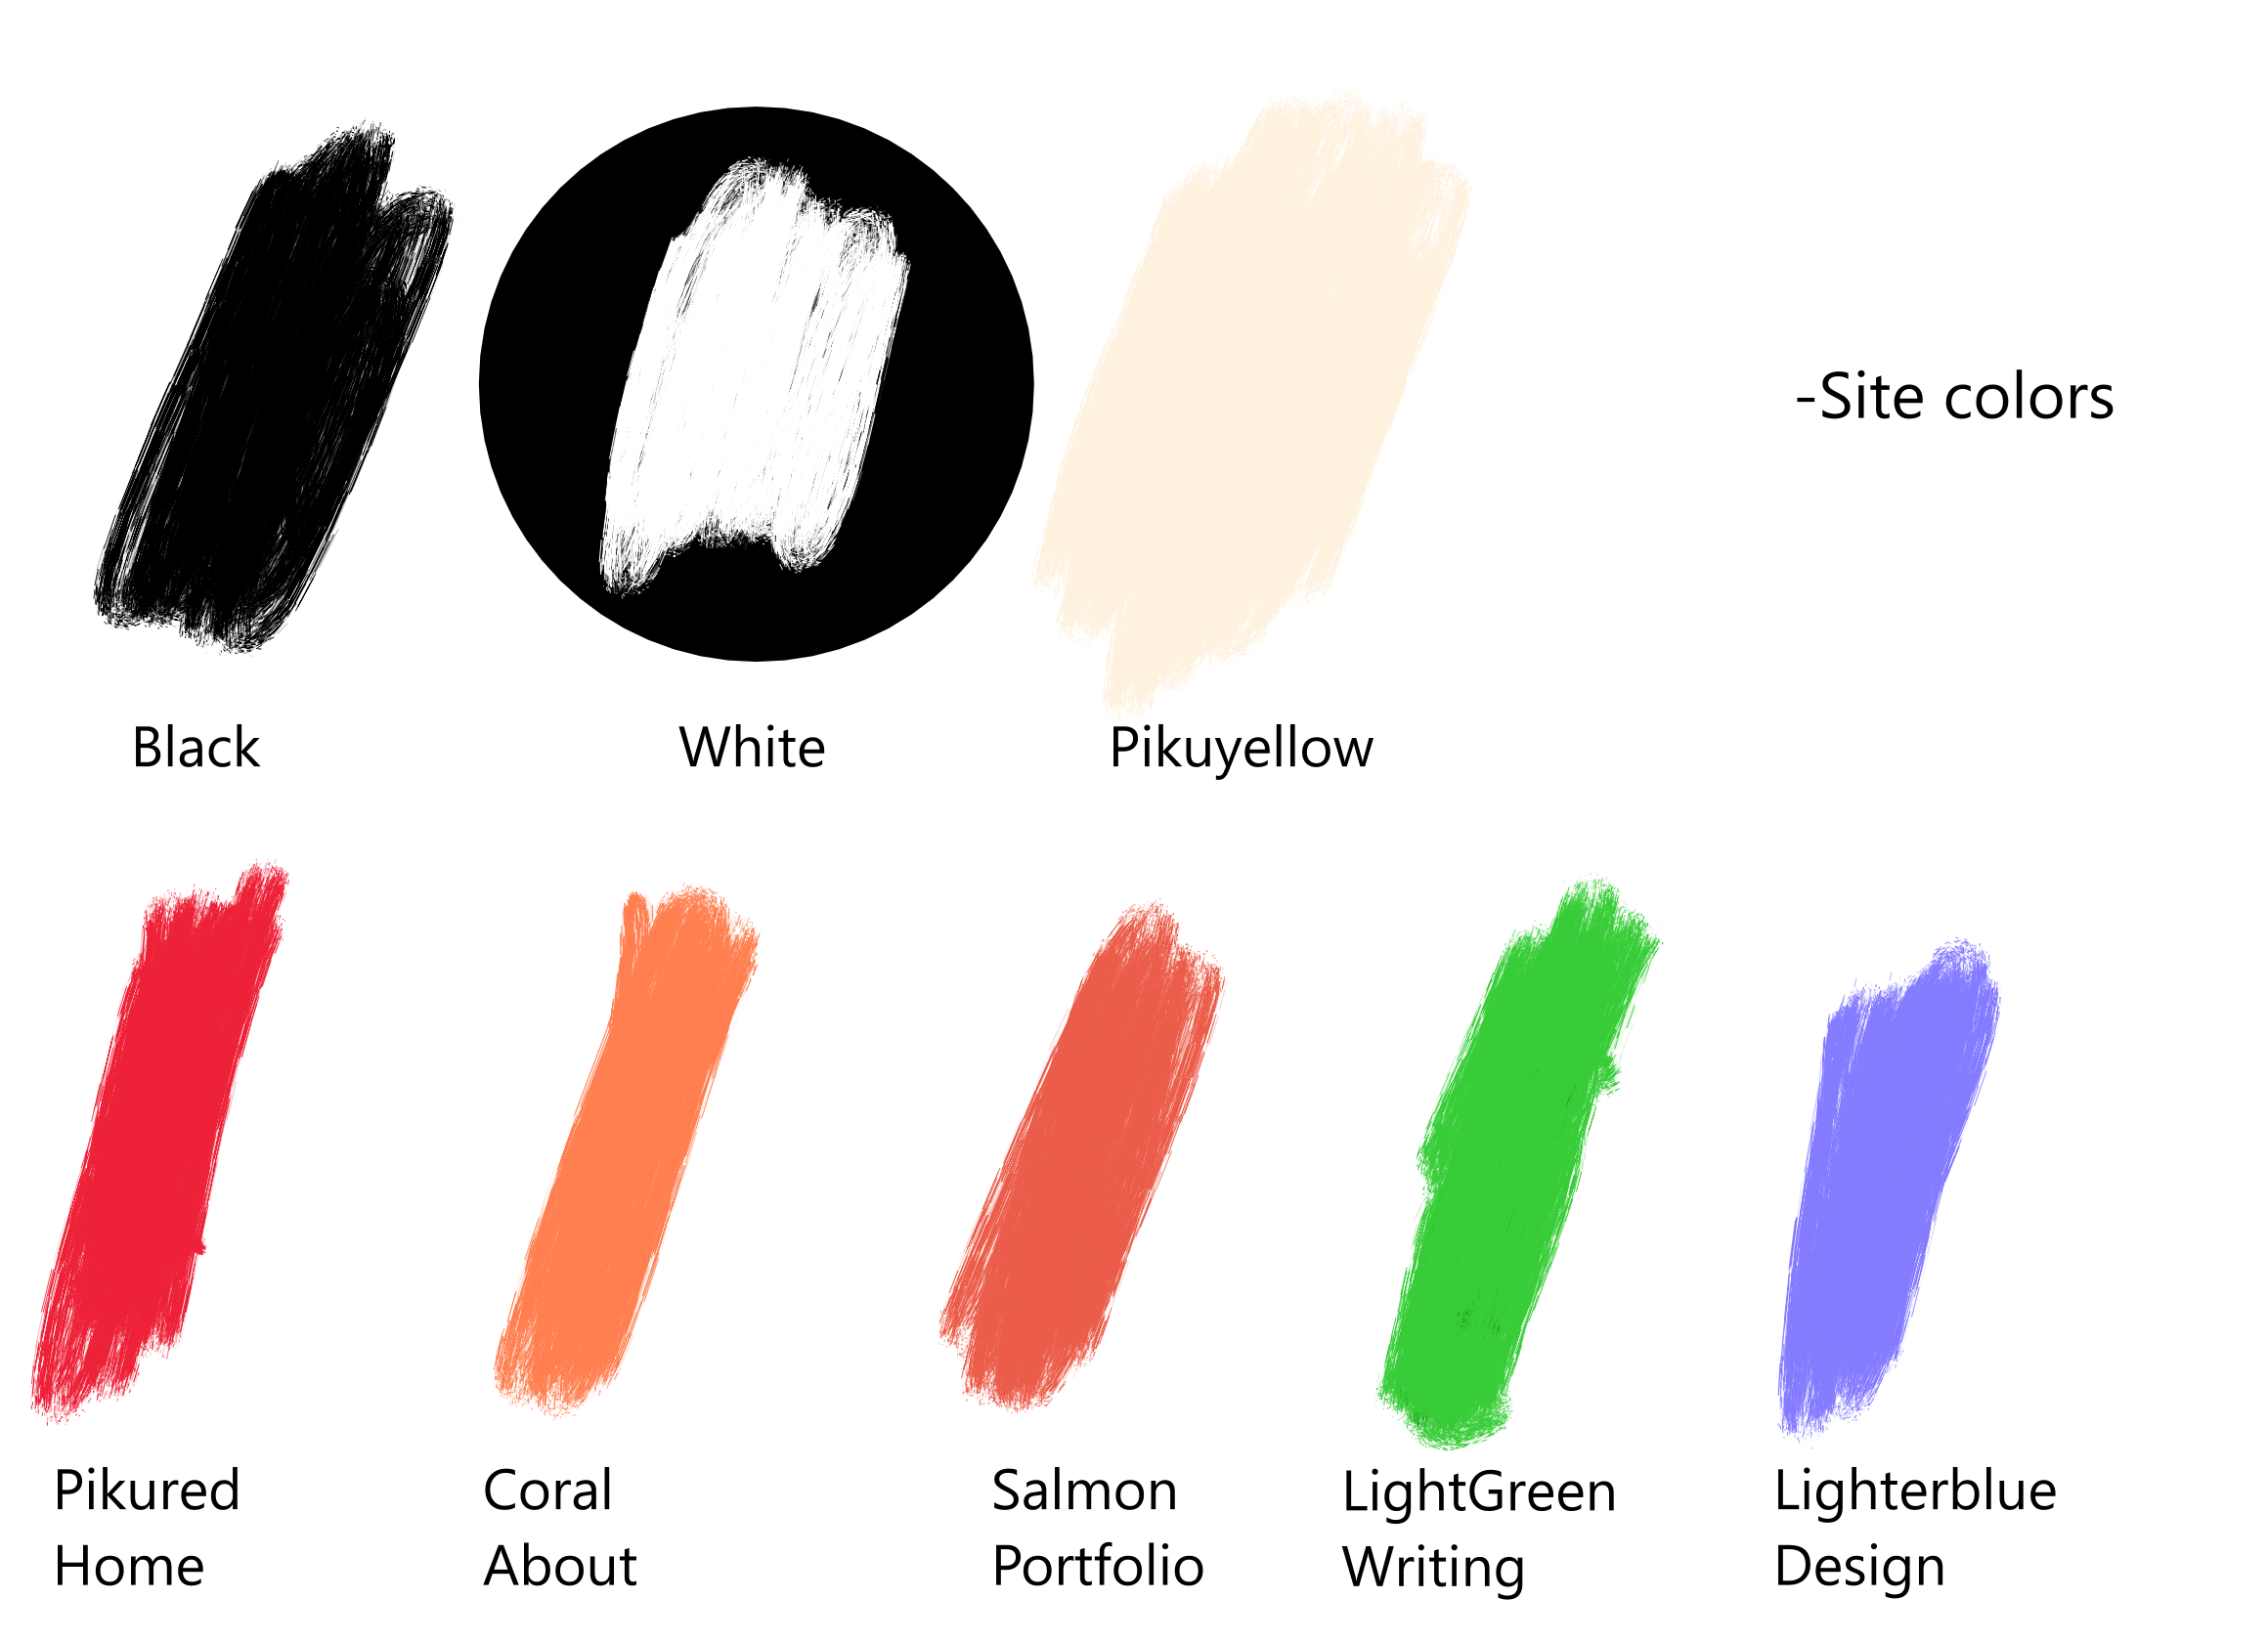 -Site colors
Black
White
Pikuyellow
Pikured
Home
Coral
About
Salmon
Portfolio
LightGreen
Writing
Lighterblue
Design